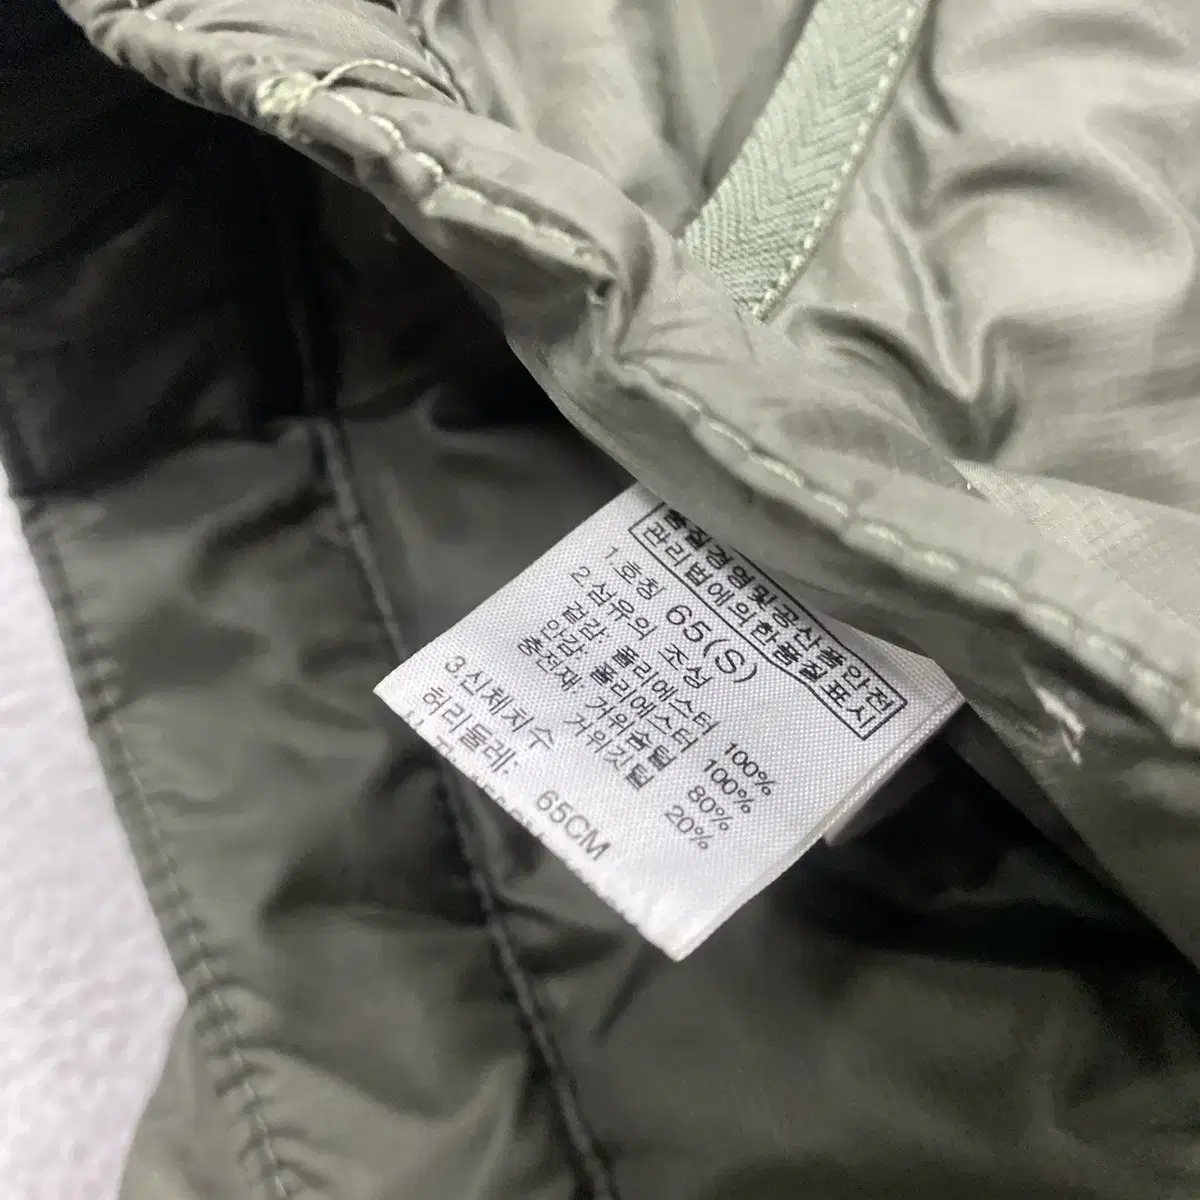 품질경영및공산품안전
관리법에의한품질표시
1.호칭 65(S)
2.섬유의 조성
겉감: 폴리에스터 100%
안감: 폴리에스터 100%
충전재: 거위솜털 80%
거위깃털 20%
3.신체치수
허리둘레: 65CM